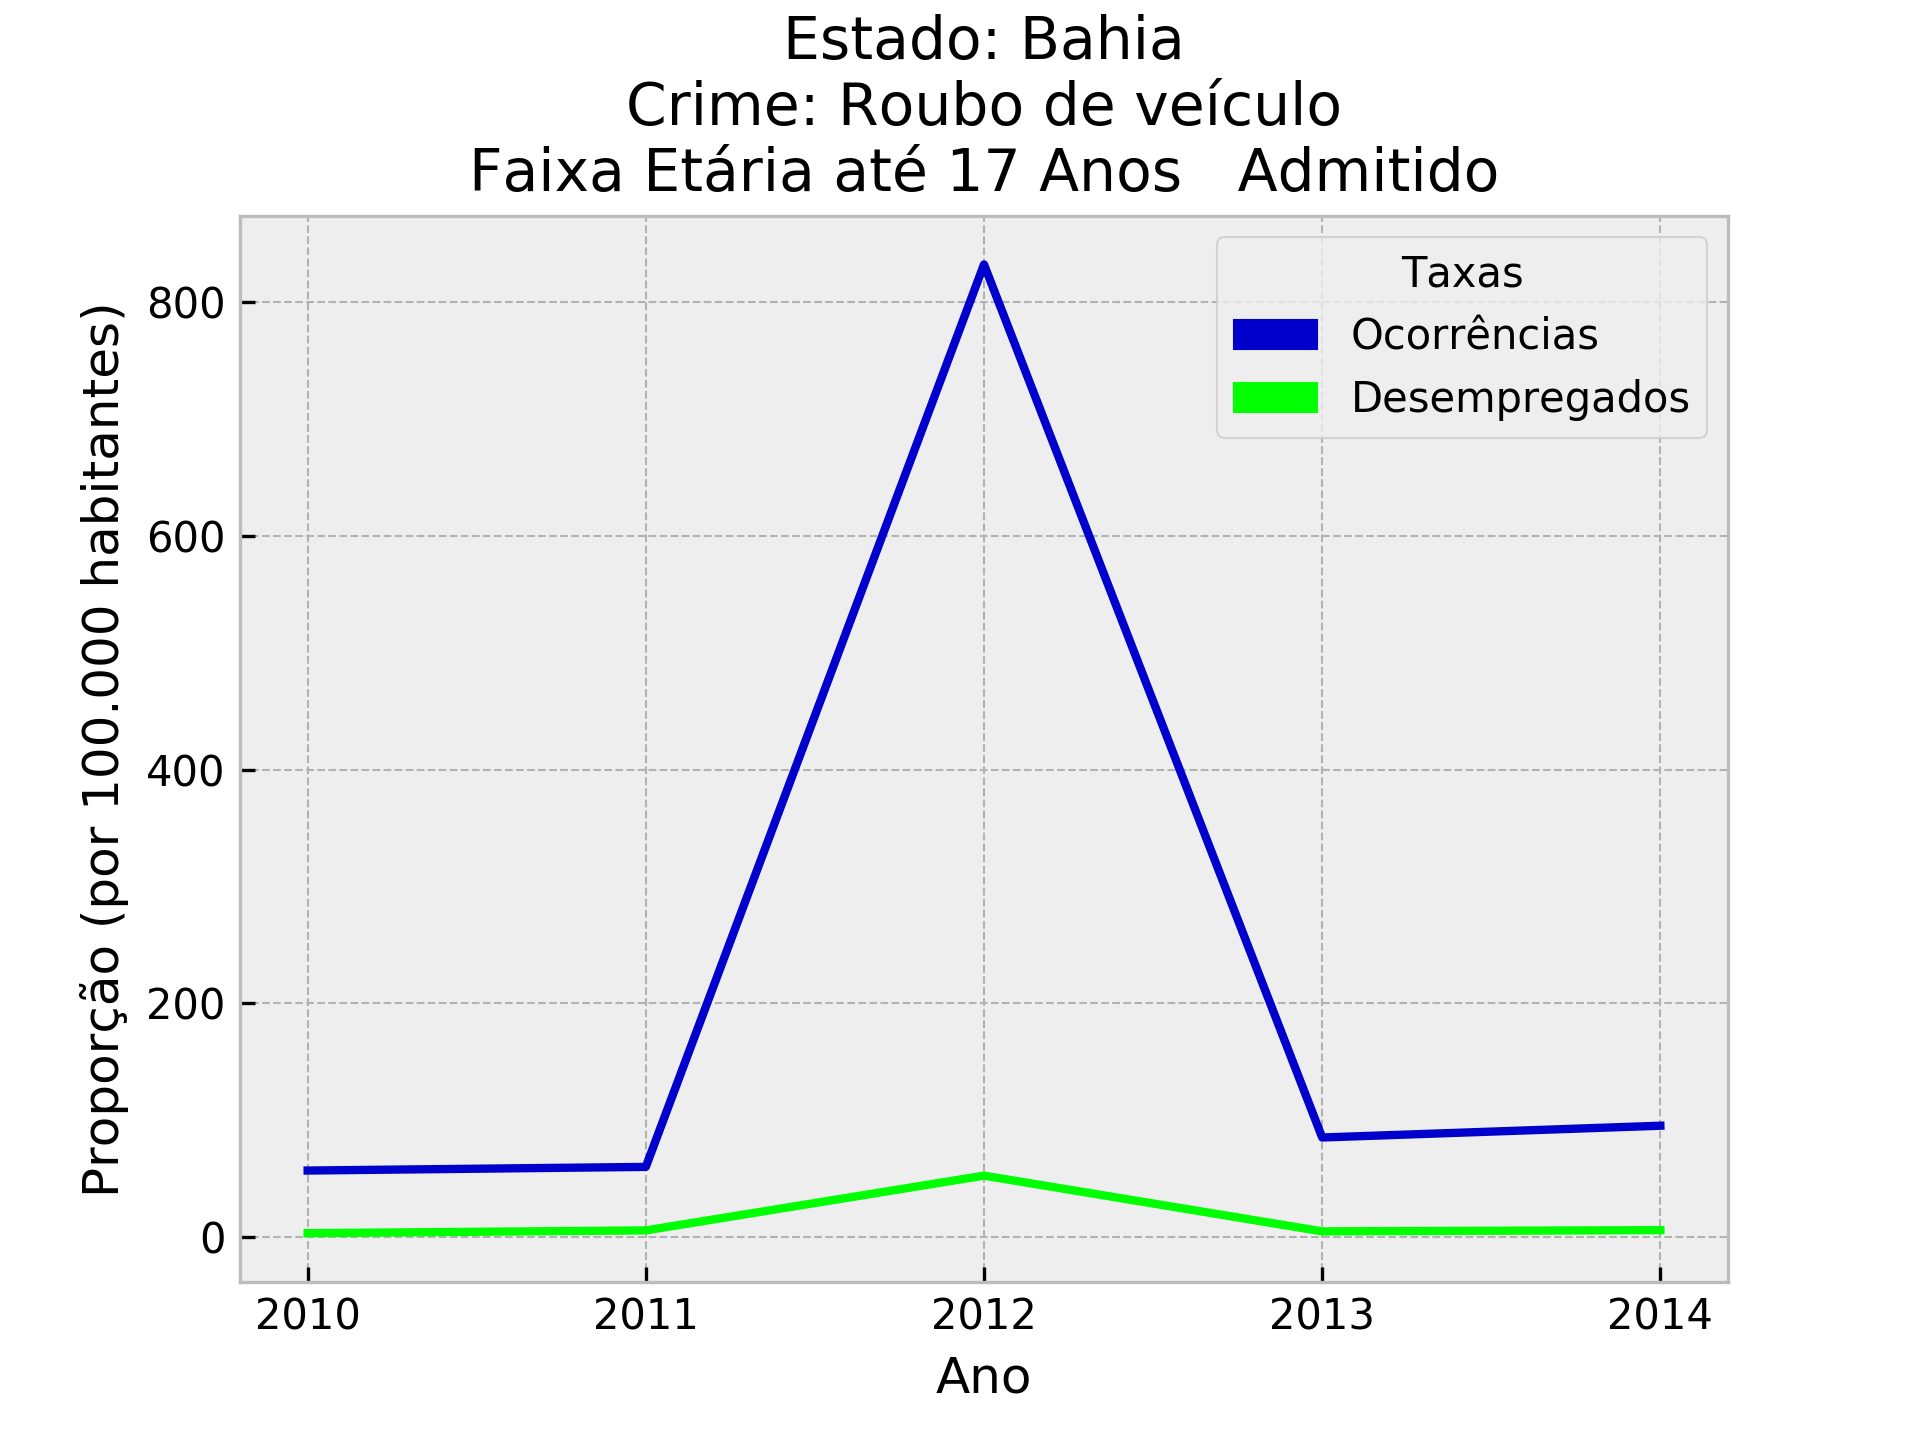 Estado: Bahia
Crime: Roubo de veículo
Faixa Etária até 17 Anos   Admitido
Proporção (por 100.000 habitantes)
800
600
400
200
0
Taxas
Ocorrências
Desempregados
2010
2011
2012
2013
2014
Ano